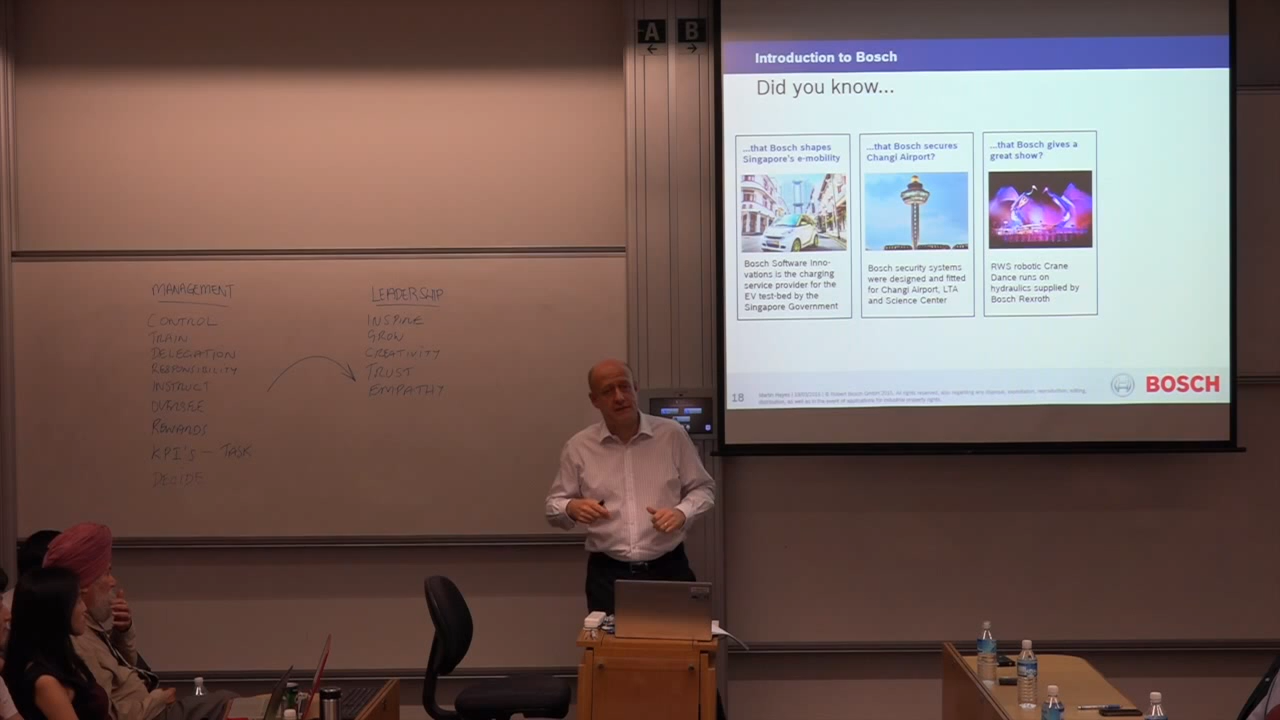 A B
MANAGEMENT
CONTROL
TRAIN
DELEGATION
RESPONSIBILITY
INSTRUCT
OVERSEE
REWARDS
KPI'S - TASK
DECIDE
LEADERSHIP
INSPIRE
GROW
CREATIVITY
TRUST
EMPATHY
Introduction to Bosch
Did you know...
...that Bosch shapes
Singapore's e-mobility
Bosch Software Inno-
vations is the charging
service provider for the
EV test-bed by the
Singapore Government
...that Bosch secures
Changi Airport?
Bosch security systems
were designed and fitted
for Changi Airport, LTA
and Science Center
...that Bosch gives a
great show?
RWS robotic Crane
Dance runs on
hydraulics supplied by
Bosch Rexroth
18
BOSCH